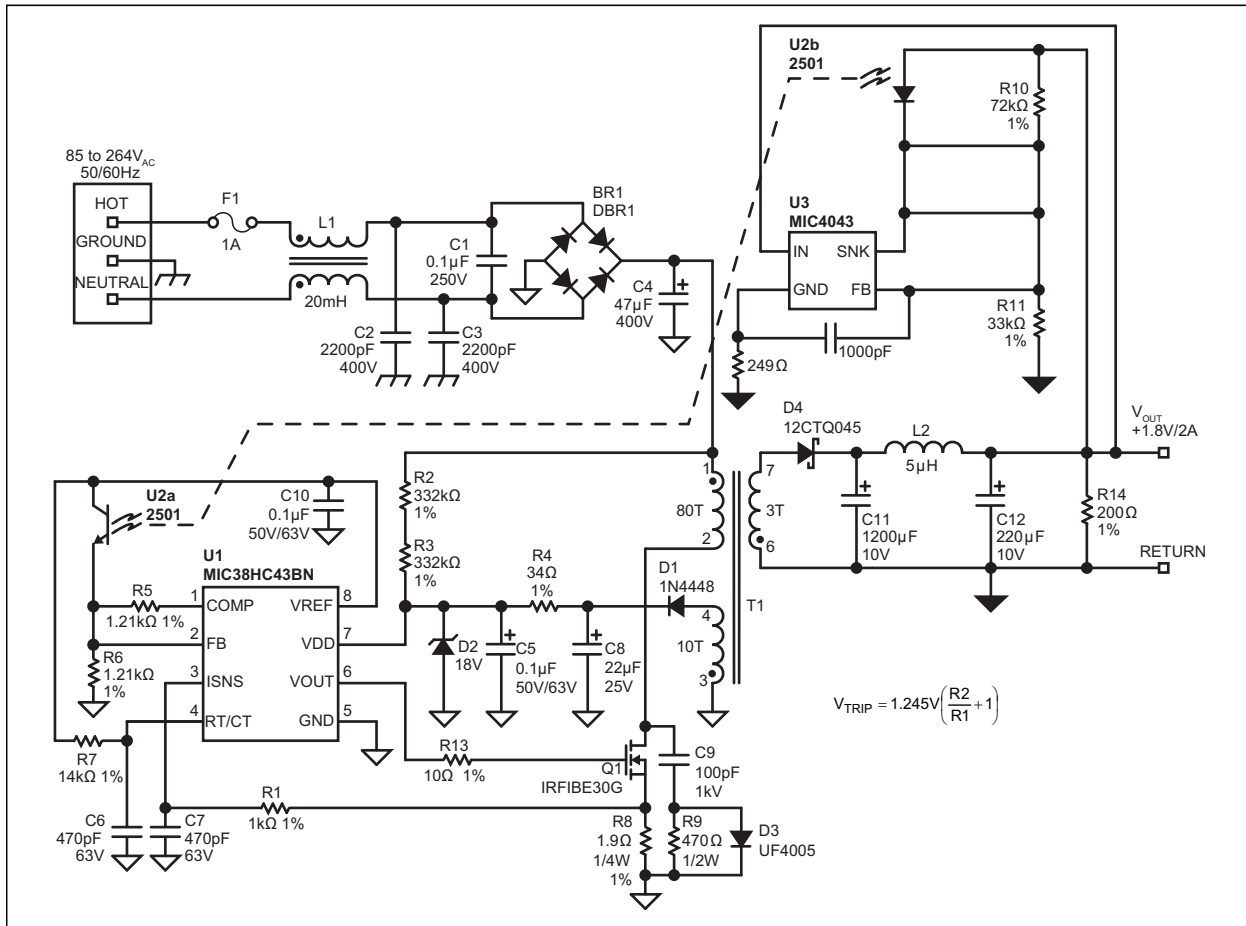 U2b
2501
R10
72kΩ
1%
85 to 264VAC
50/60Hz
HOT
GROUND
NEUTRAL
F1
1A
L1
20mH
C1
0.1µF
250V
BR1
DBR1
C4
47µF
400V
C2
2200pF
400V
C3
2200pF
400V
U3
MIC4043
IN
SNK
GND
FB
R11
33kΩ
1%
1000pF
249Ω
D4
12CTQ045
L2
5µH
VOUT
+1.8V/2A
R14
200Ω
1%
C11
1200µF
10V
C12
220µF
10V
RETURN
1
80T
2
7
3T
6
4
10T
3
T1
U2a
2501
C10
0.1µF
50V/63V
R2
332kΩ
1%
R3
332kΩ
1%
R4
34Ω
1%
D1
1N4448
U1
MIC38HC43BN
R5
1.21kΩ 1%
R6
1.21kΩ
1%
1 COMP VREF 8
2 FB VDD 7
3 ISNS VOUT 6
4 RT/CT GND 5
D2
18V
C5
0.1µF
50V/63V
C8
22µF
25V
VTRIP = 1.245V(R2/R1 + 1)
R7
14kΩ 1%
R13
10Ω 1%
Q1
IRFIBE30G
C9
100pF
1kV
R1
1kΩ 1%
C6
470pF
63V
C7
470pF
63V
R8
1.9Ω
1/4W
1%
R9
470Ω
1/2W
D3
UF4005